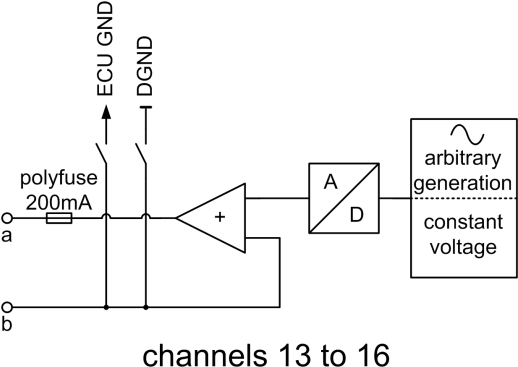 ECU GND
DGND
polyfuse
200mA
a
b
+
A
D
arbitrary
generation
constant
voltage
channels 13 to 16